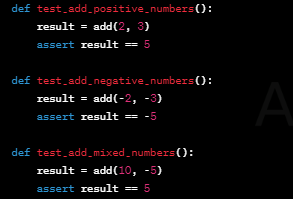 def test_add_positive_numbers():
    result = add(2, 3)
    assert result == 5

def test_add_negative_numbers():
    result = add(-2, -3)
    assert result == -5

def test_add_mixed_numbers():
    result = add(10, -5)
    assert result == 5